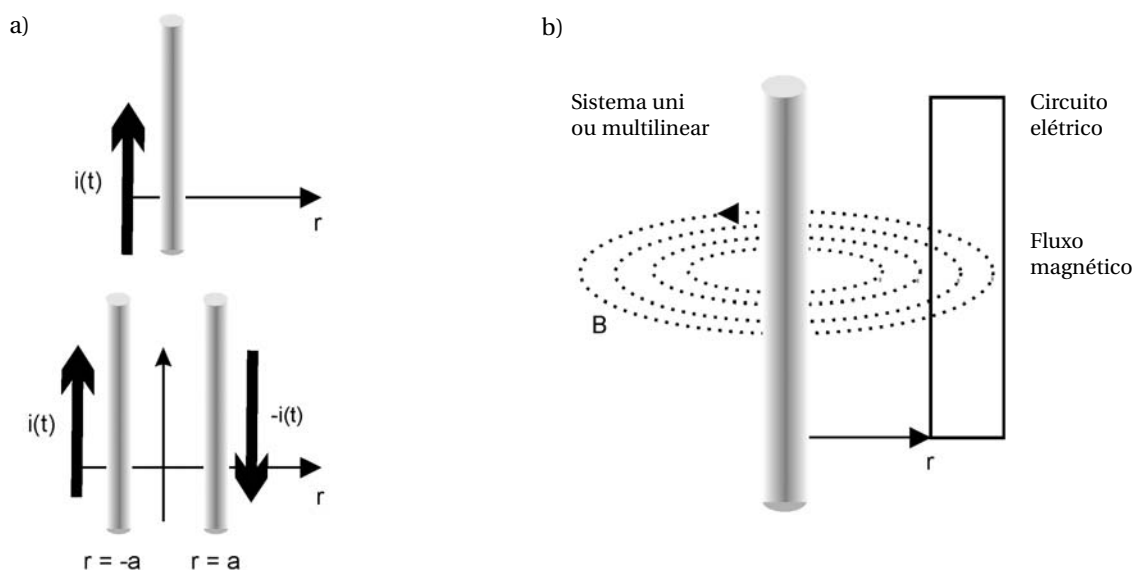 a)
i(t)
r
i(t)
-i(t)
r
r = -a
r = a
b)
Sistema uni
ou multilinear
Circuito
elétrico
Fluxo
magnético
B
r